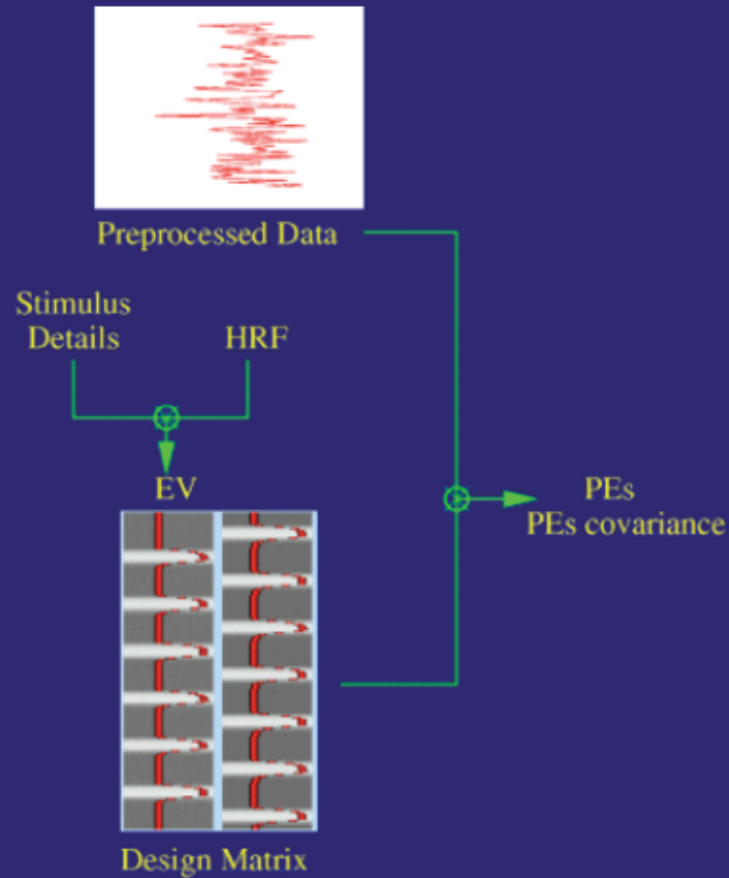 Preprocessed Data
Stimulus
Details
HRF
EV
PEs
PEs covariance
Design Matrix